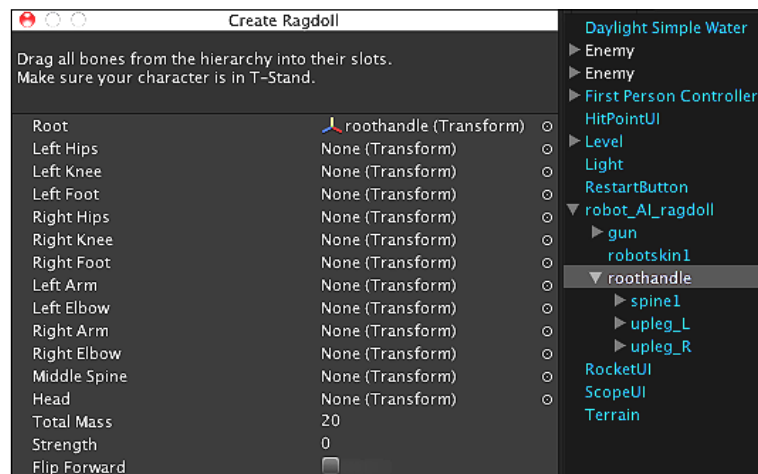 Create Ragdoll
Drag all bones from the hierarchy into their slots.
Make sure your character is in T-Stand.
Root roothandle (Transform)
Left Hips None (Transform)
Left Knee None (Transform)
Left Foot None (Transform)
Right Hips None (Transform)
Right Knee None (Transform)
Right Foot None (Transform)
Left Arm None (Transform)
Left Elbow None (Transform)
Right Arm None (Transform)
Right Elbow None (Transform)
Middle Spine None (Transform)
Head None (Transform)
Total Mass 20
Strength 0
Flip Forward
Daylight Simple Water
Enemy
Enemy
First Person Controller
HitPointUI
Level
Light
RestartButton
robot_AI_ragdoll
gun
robotskin1
roothandle
spine1
upleg_L
upleg_R
RocketUI
ScopeUI
Terrain